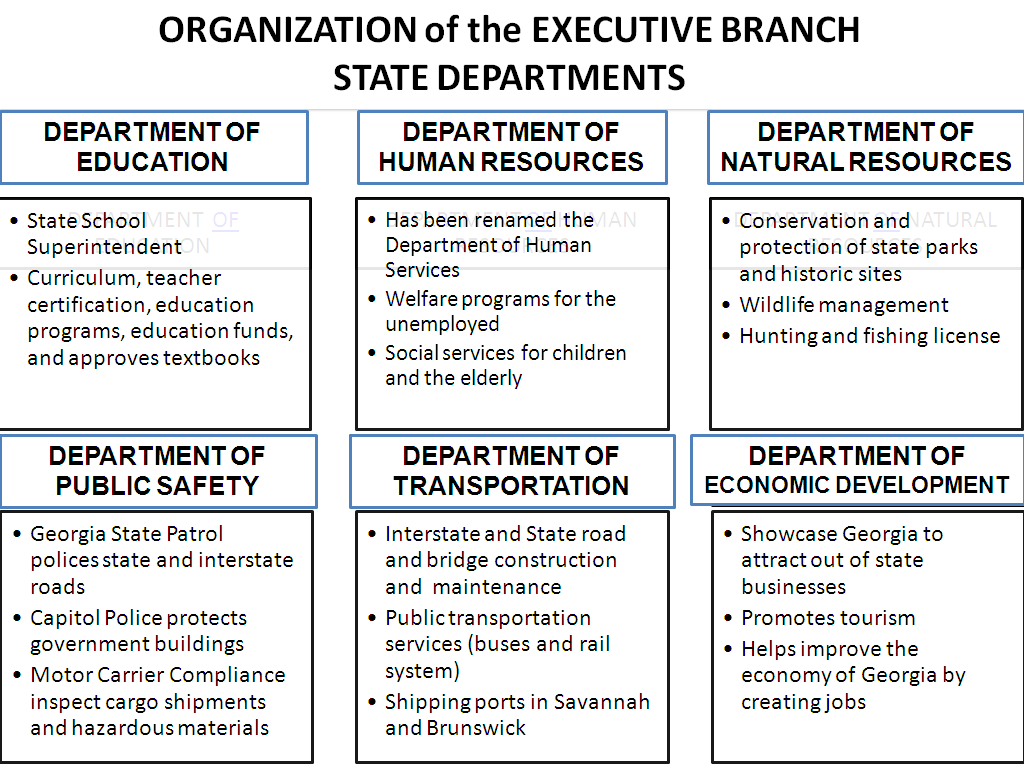 ORGANIZATION of the EXECUTIVE BRANCH
STATE DEPARTMENTS
DEPARTMENT OF
EDUCATION
• State School
Superintendent
• Curriculum, teacher
certification, education
programs, education funds,
and approves textbooks
DEPARTMENT OF
HUMAN RESOURCES
• Has been renamed the
Department of Human
Services
• Welfare programs for the
unemployed
• Social services for children
and the elderly
DEPARTMENT OF
NATURAL RESOURCES
• Conservation and
protection of state parks
and historic sites
• Wildlife management
• Hunting and fishing license
DEPARTMENT OF
PUBLIC SAFETY
• Georgia State Patrol
polices state and interstate
roads
• Capitol Police protects
government buildings
• Motor Carrier Compliance
inspect cargo shipments
and hazardous materials
DEPARTMENT OF
TRANSPORTATION
• Interstate and State road
and bridge construction
and maintenance
• Public transportation
services (buses and rail
system)
• Shipping ports in Savannah
and Brunswick
DEPARTMENT OF
ECONOMIC DEVELOPMENT
• Showcase Georgia to
attract out of state
businesses
• Promotes tourism
• Helps improve the
economy of Georgia by
creating jobs